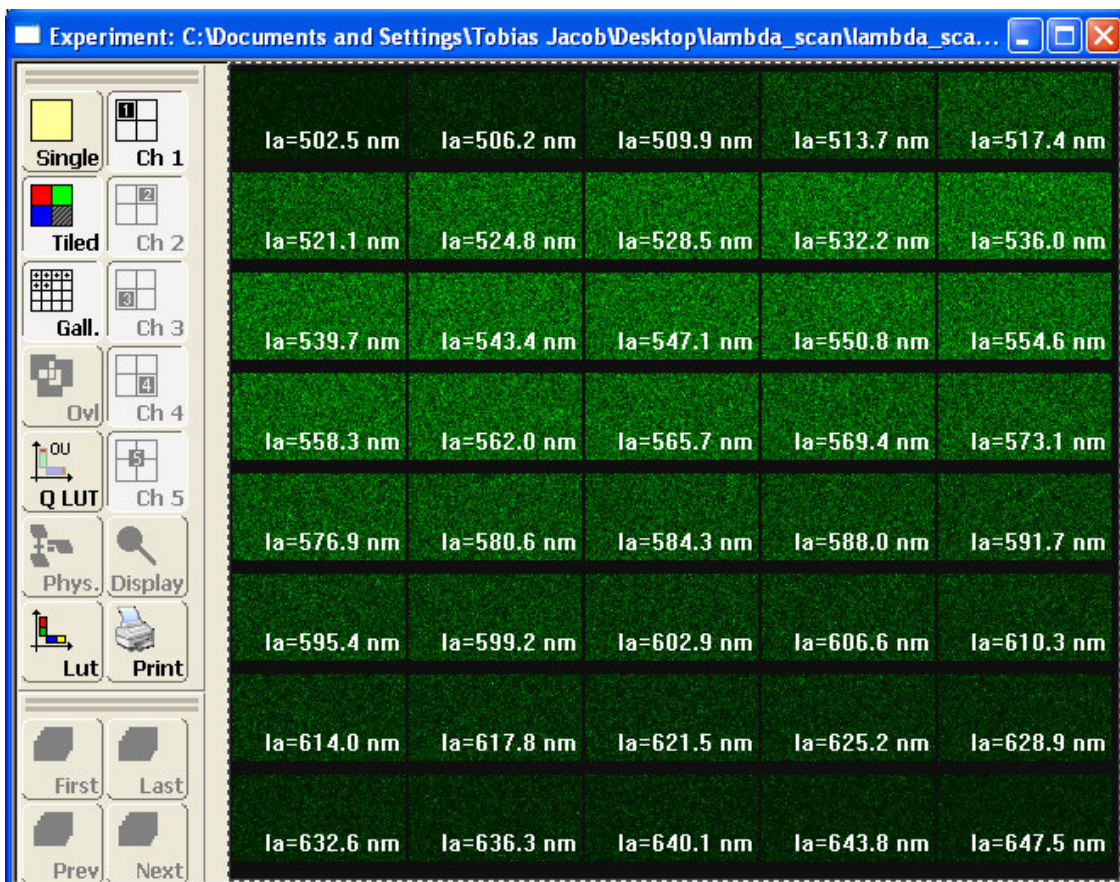 Experiment: C:\Documents and Settings\Tobias Jacob\Desktop\lambda_scan\lambda_sca...
Single 1 Ch 1
Tiled 2 Ch 2
Gall. 3 Ch 3
Ovl 4 Ch 4
OU
Q LUT 5 Ch 5
Phys. Display
Lut Print
First Last
Prev Next
la=502.5 nm la=506.2 nm la=509.9 nm la=513.7 nm la=517.4 nm
la=521.1 nm la=524.8 nm la=528.5 nm la=532.2 nm la=536.0 nm
la=539.7 nm la=543.4 nm la=547.1 nm la=550.8 nm la=554.6 nm
la=558.3 nm la=562.0 nm la=565.7 nm la=569.4 nm la=573.1 nm
la=576.9 nm la=580.6 nm la=584.3 nm la=588.0 nm la=591.7 nm
la=595.4 nm la=599.2 nm la=602.9 nm la=606.6 nm la=610.3 nm
la=614.0 nm la=617.8 nm la=621.5 nm la=625.2 nm la=628.9 nm
la=632.6 nm la=636.3 nm la=640.1 nm la=643.8 nm la=647.5 nm